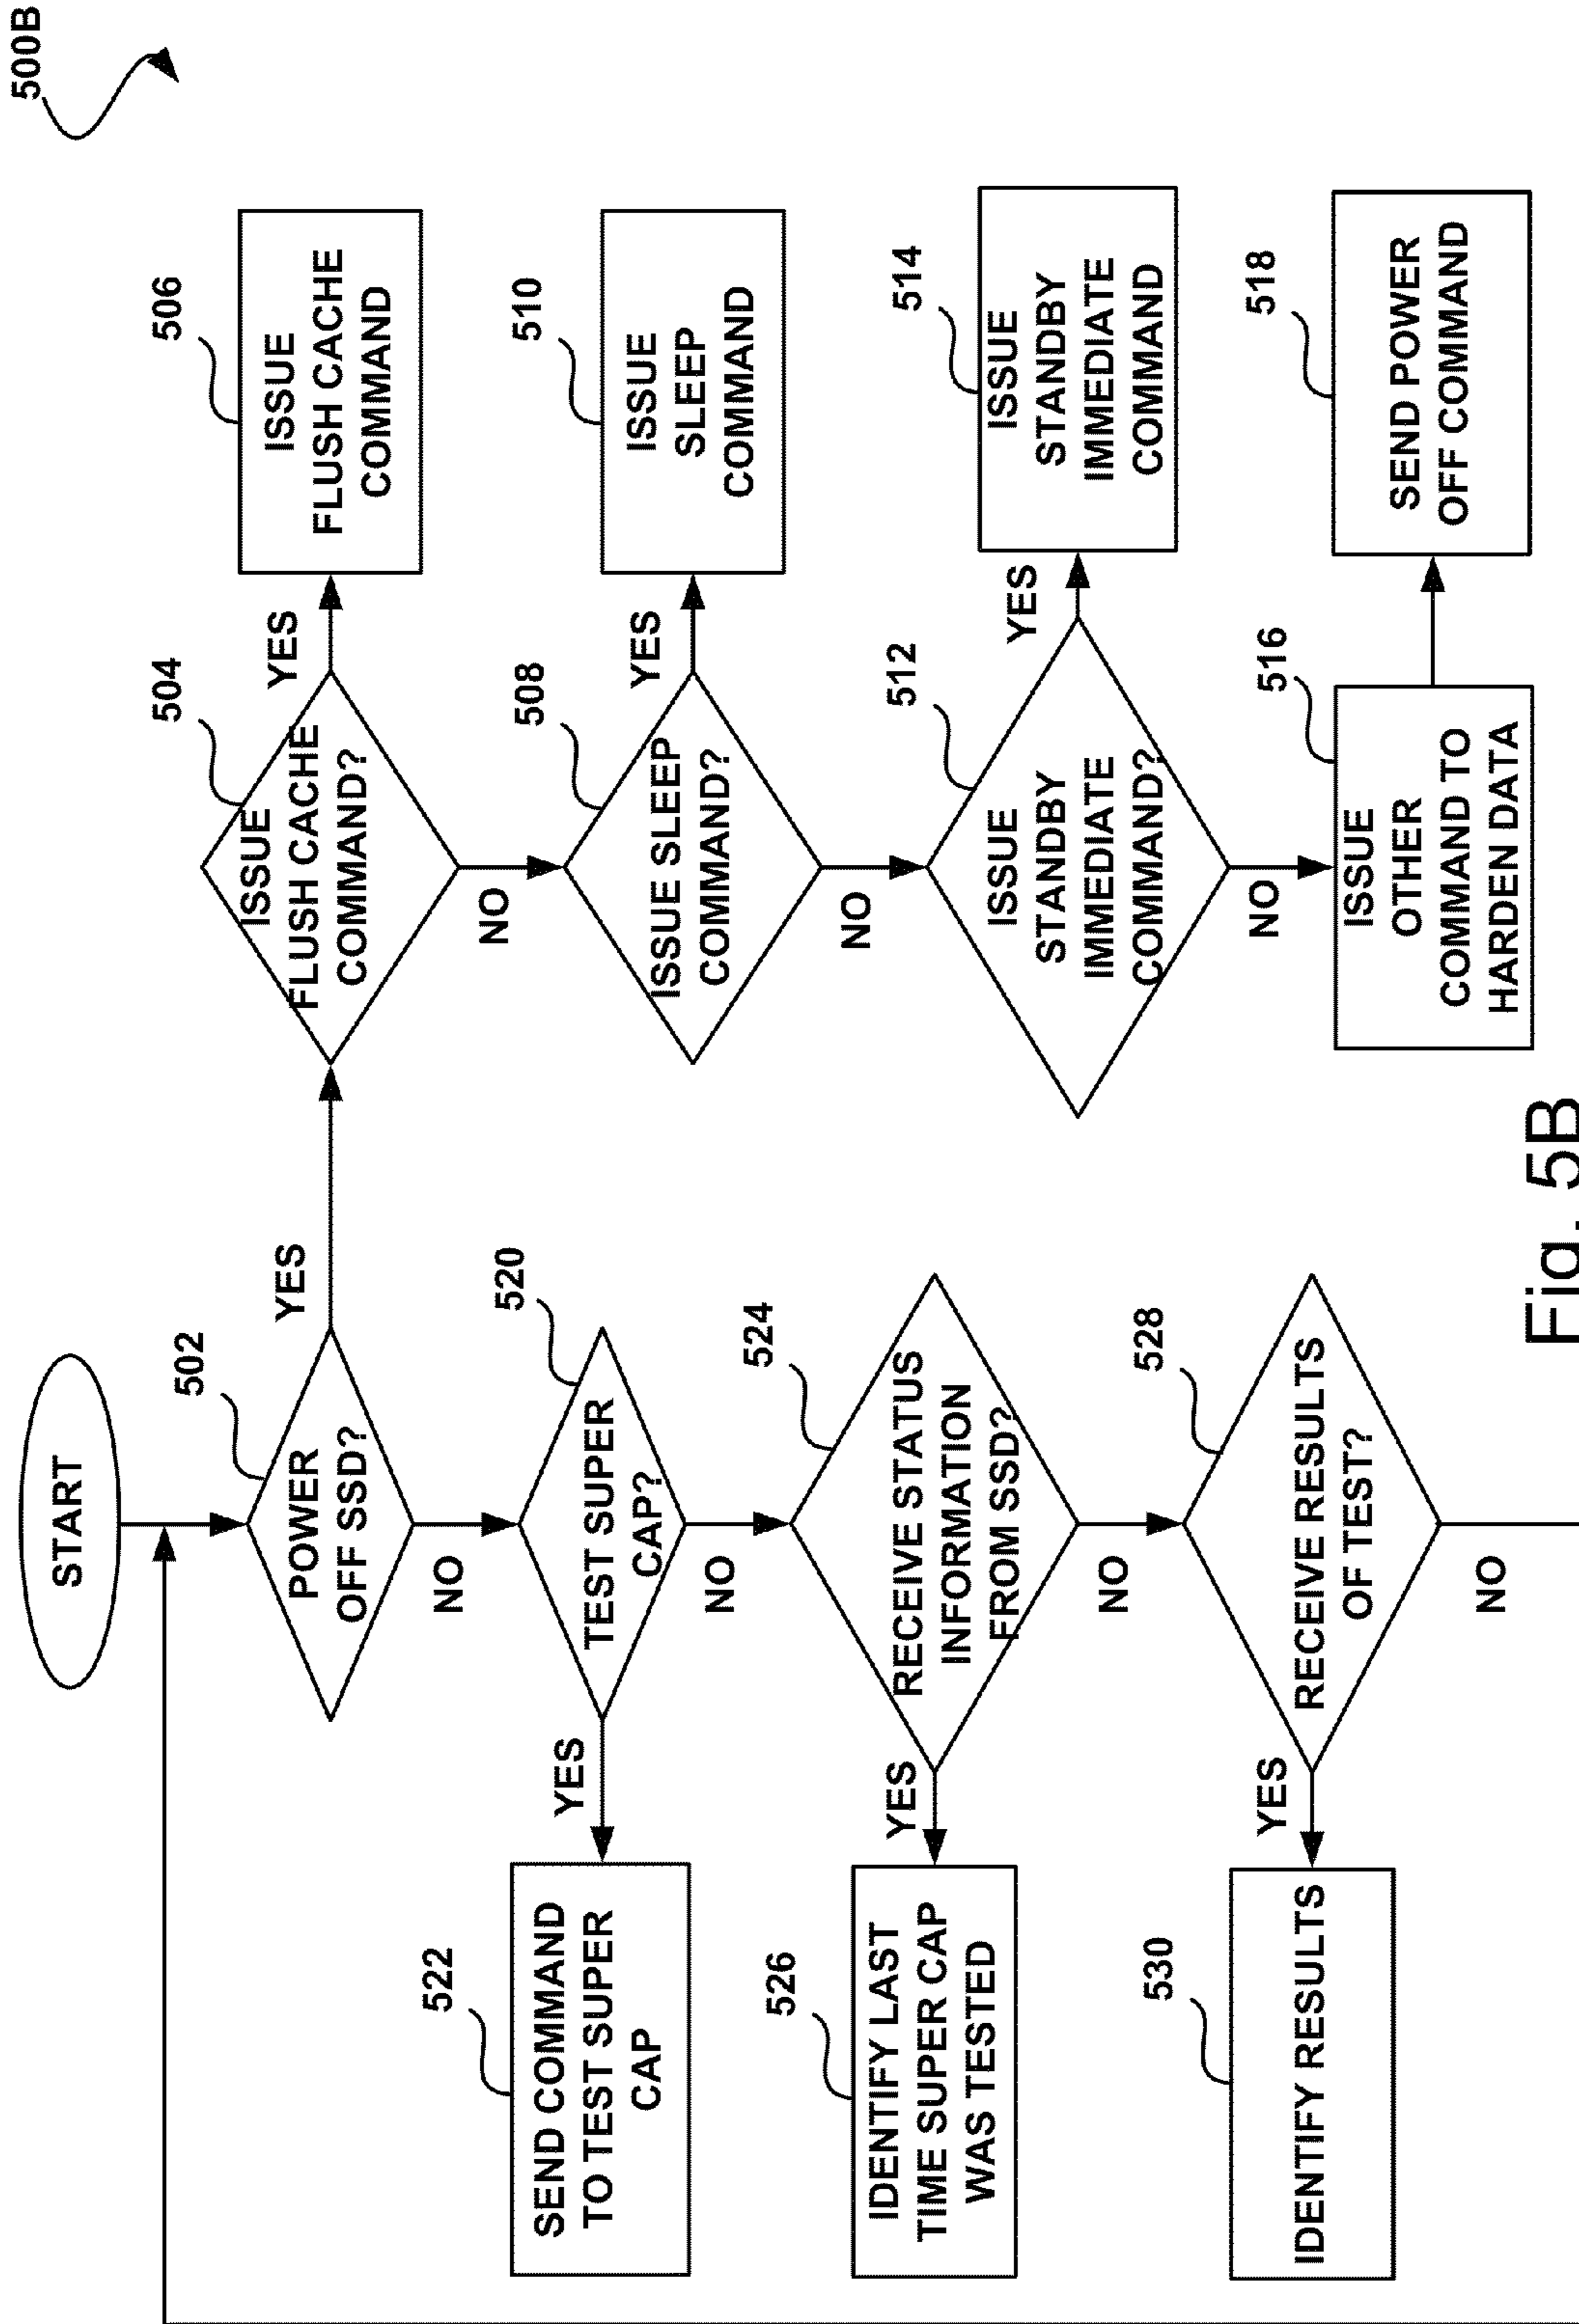 500B
START
502
POWER
OFF SSD?
YES
NO
504
ISSUE
FLUSH CACHE
COMMAND?
YES
NO
506
ISSUE
FLUSH CACHE
COMMAND
508
ISSUE SLEEP
COMMAND?
YES
NO
510
ISSUE
SLEEP
COMMAND
512
ISSUE
STANDBY
IMMEDIATE
COMMAND?
YES
NO
514
ISSUE
STANDBY
IMMEDIATE
COMMAND
516
ISSUE
OTHER
COMMAND TO
HARDEN DATA
518
SEND POWER
OFF COMMAND
520
TEST SUPER
CAP?
YES
NO
522
SEND COMMAND
TO TEST SUPER
CAP
524
RECEIVE STATUS
INFORMATION
FROM SSD?
YES
NO
526
IDENTIFY LAST
TIME SUPER CAP
WAS TESTED
528
RECEIVE RESULTS
OF TEST?
YES
NO
530
IDENTIFY RESULTS
Fig. 5B